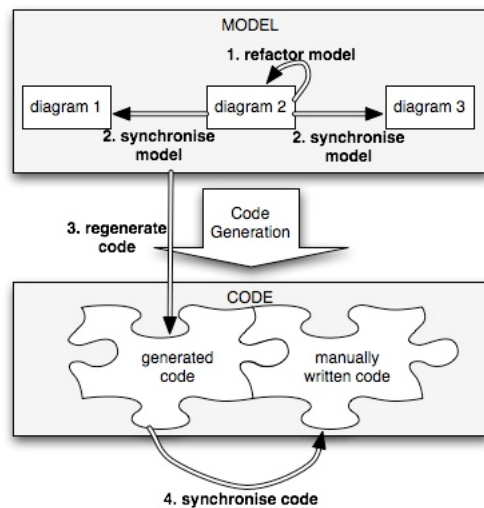 MODEL
1. refactor model
diagram 1
diagram 2
diagram 3
2. synchronise
model
2. synchronise
model
3. regenerate
code
Code
Generation
CODE
generated
code
manually
written code
4. synchronise code